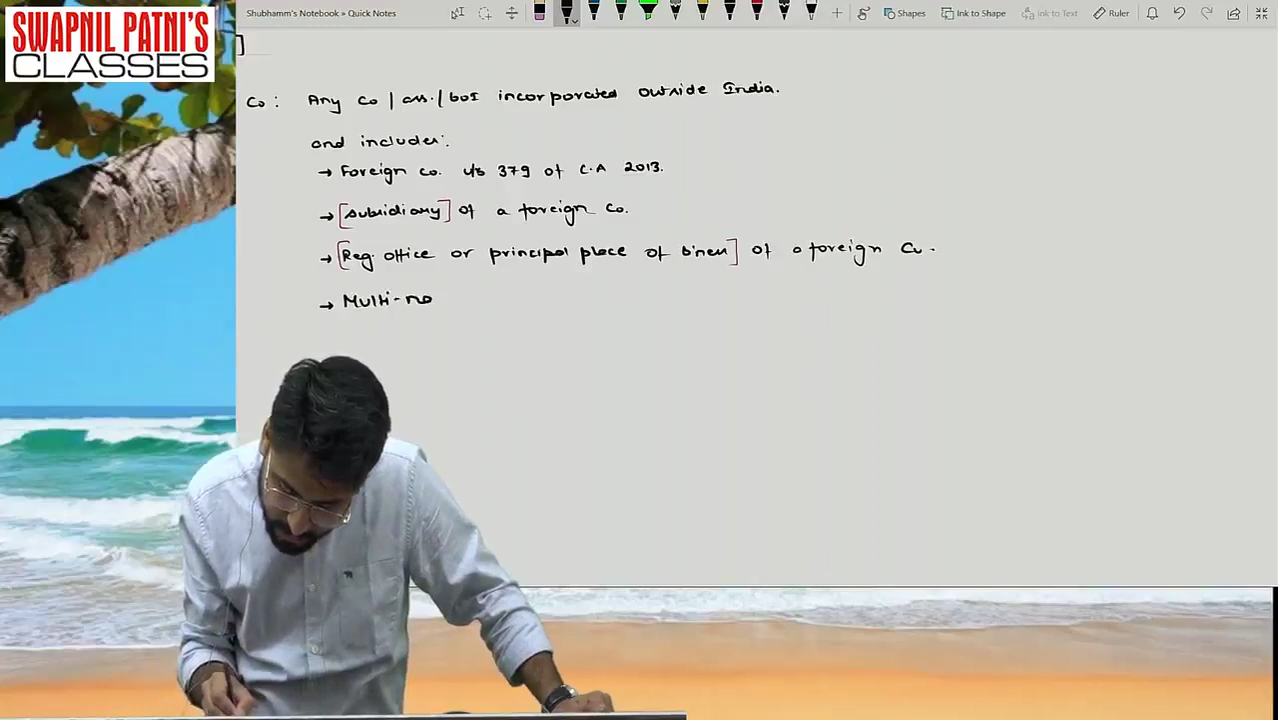 SWAPNIL PATNI'S
CLASSES
Shubhamm's Notebook » Quick Notes
Shapes
Ink to Shape
Ink to Text
Ruler
]
Co: Any co | ass. / boI incorporated outside India.
and includes:
→ Foreign co. u/s 379 of C.A 2013.
→ [subsidiary] of a foreign co.
→ [Reg. office or principal place of b'ness] of a foreign Co.
→ Multi-na